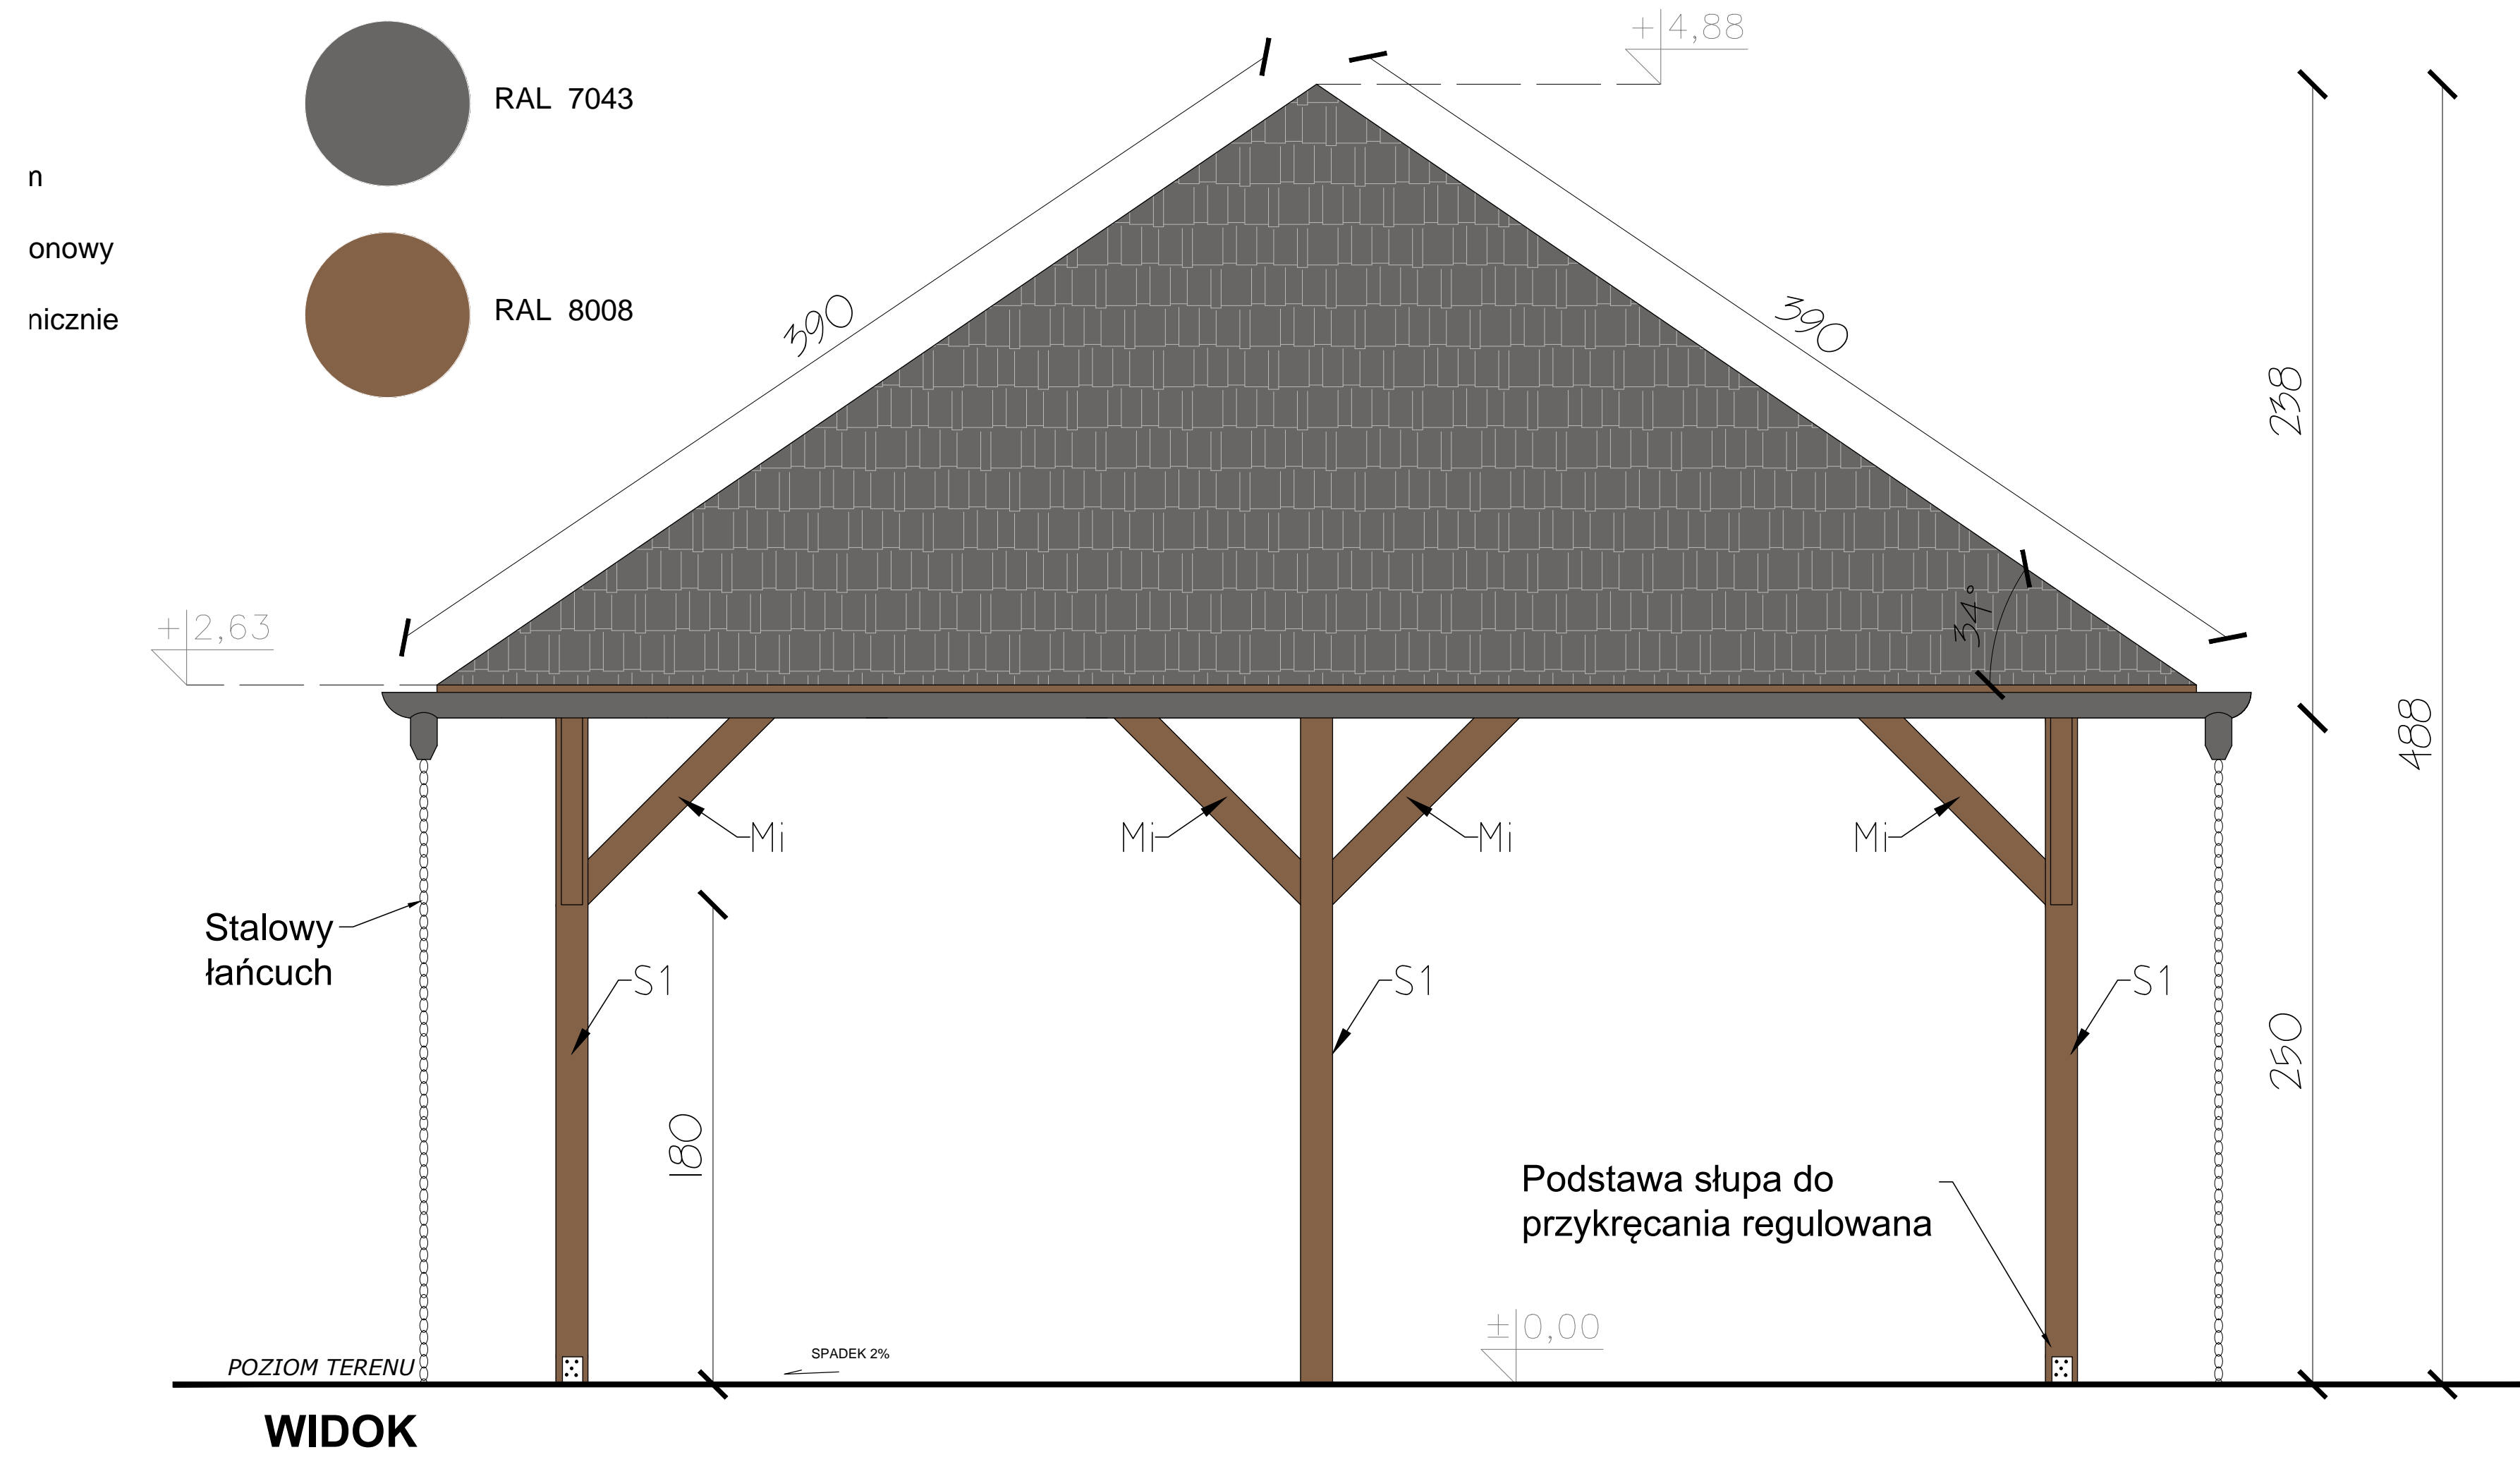 RAL 7043
n
onowy
RAL 8008
nicznie
+4,88
390
390
238
+2,63
34°
488
Mi
Mi
Mi
Mi
Stalowy
łańcuch
S1
S1
S1
250
180
Podstawa słupa do
przykręcania regulowana
±0,00
SPADEK 2%
POZIOM TERENU
WIDOK